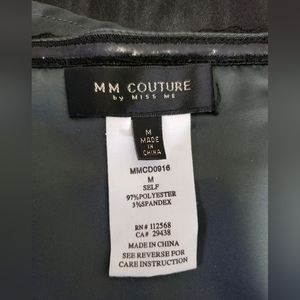 MM COUTURE
by MISS ME
M
MADE
IN
CHINA
MMCD0916
M
SELF
97%POLYESTER
3%SPANDEX
RN# 112568
CA# 29438
MADE IN CHINA
SEE REVERSE FOR
CARE INSTRUCTION